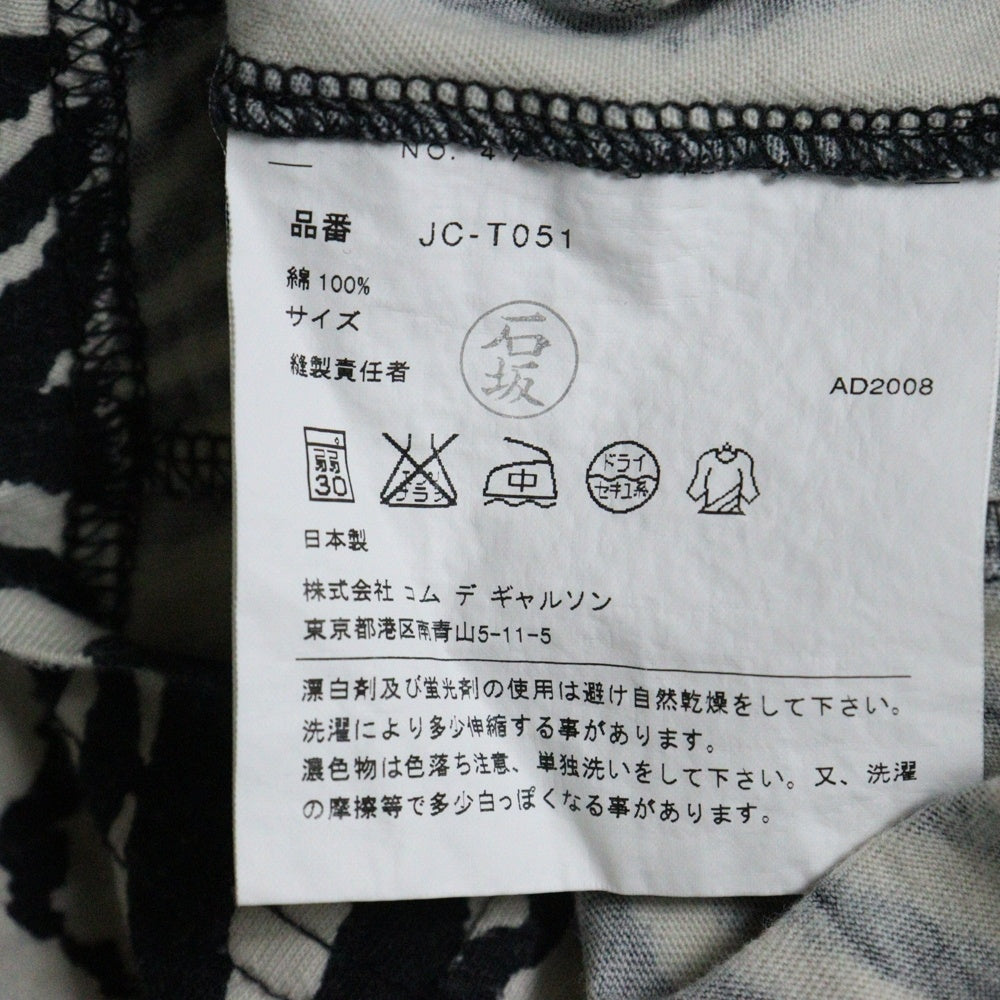 NO. 4
品番 JC-T051
綿 100%
サイズ
縫製責任者
石坂
AD2008
弱
30
中
ドライ
セキユ系
日本製
株式会社 コム デ ギャルソン
東京都港区南青山5-11-5
漂白剤及び蛍光剤の使用は避け自然乾燥をして下さい。
洗濯により多少伸縮する事があります。
濃色物は色落ち注意、単独洗いをして下さい。又、洗濯
の摩擦等で多少白っぽくなる事があります。